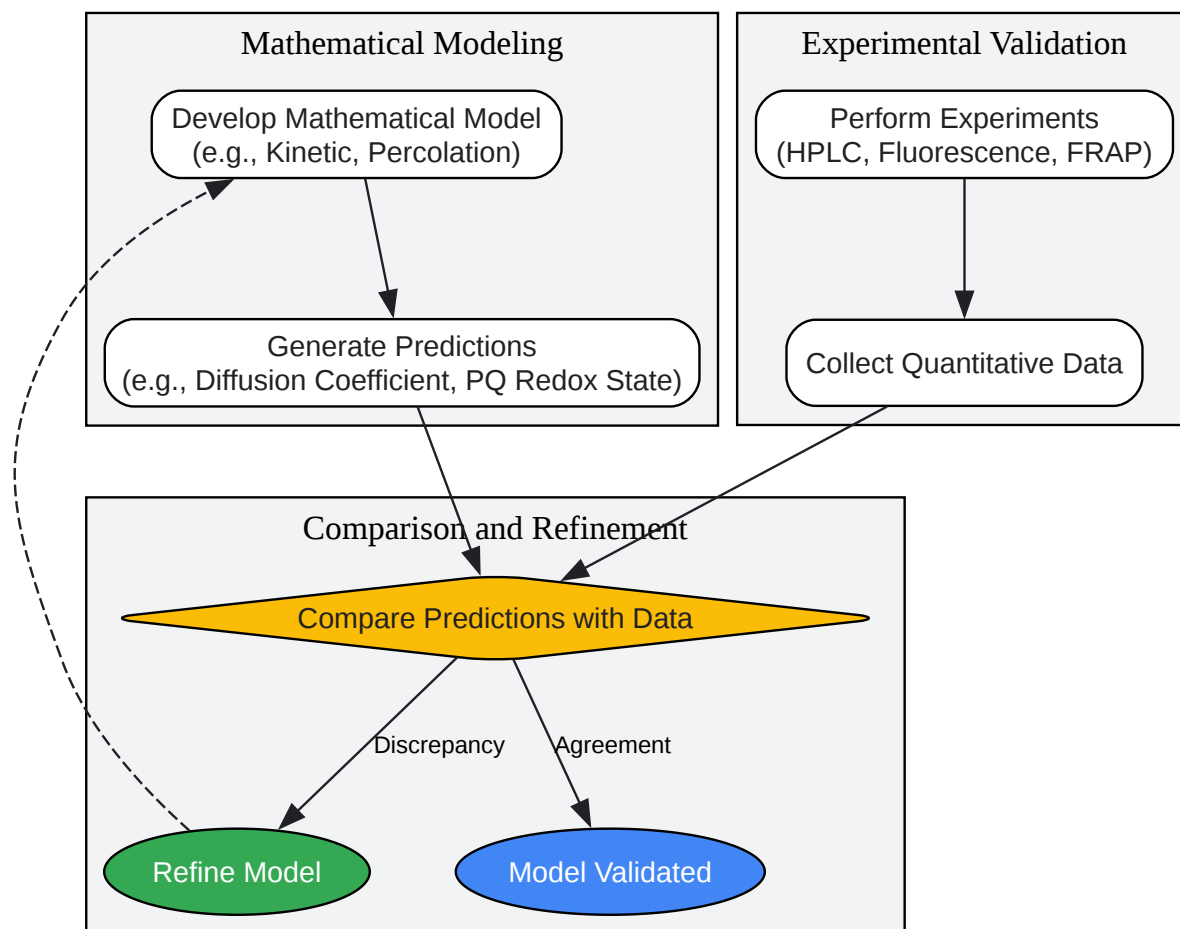 Mathematical Modeling
Develop Mathematical Model
(e.g., Kinetic, Percolation)
Generate Predictions
(e.g., Diffusion Coefficient, PQ Redox State)
Experimental Validation
Perform Experiments
(HPLC, Fluorescence, FRAP)
Collect Quantitative Data
Comparison and Refinement
Compare Predictions with Data
Discrepancy
Agreement
Refine Model
Model Validated